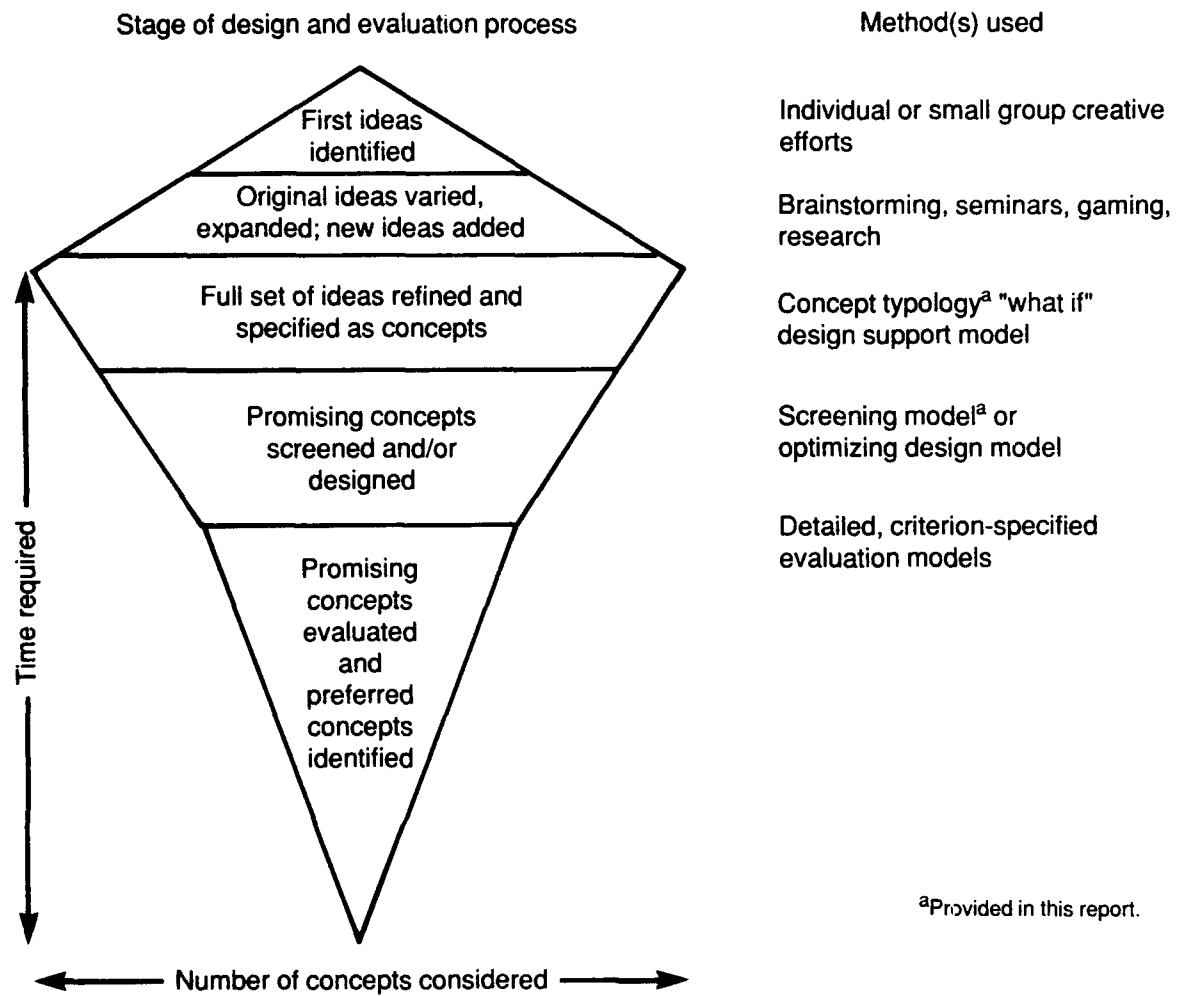 Stage of design and evaluation process
Method(s) used
First ideas
identified
Individual or small group creative
efforts
Original ideas varied,
expanded; new ideas added
Brainstorming, seminars, gaming,
research
Full set of ideas refined and
specified as concepts
Concept typologyᵃ "what if"
design support model
Promising concepts
screened and/or
designed
Screening modelᵃ or
optimizing design model
Promising
concepts
evaluated
and
preferred
concepts
identified
Detailed, criterion-specified
evaluation models
Time required
ᵃProvided in this report.
Number of concepts considered